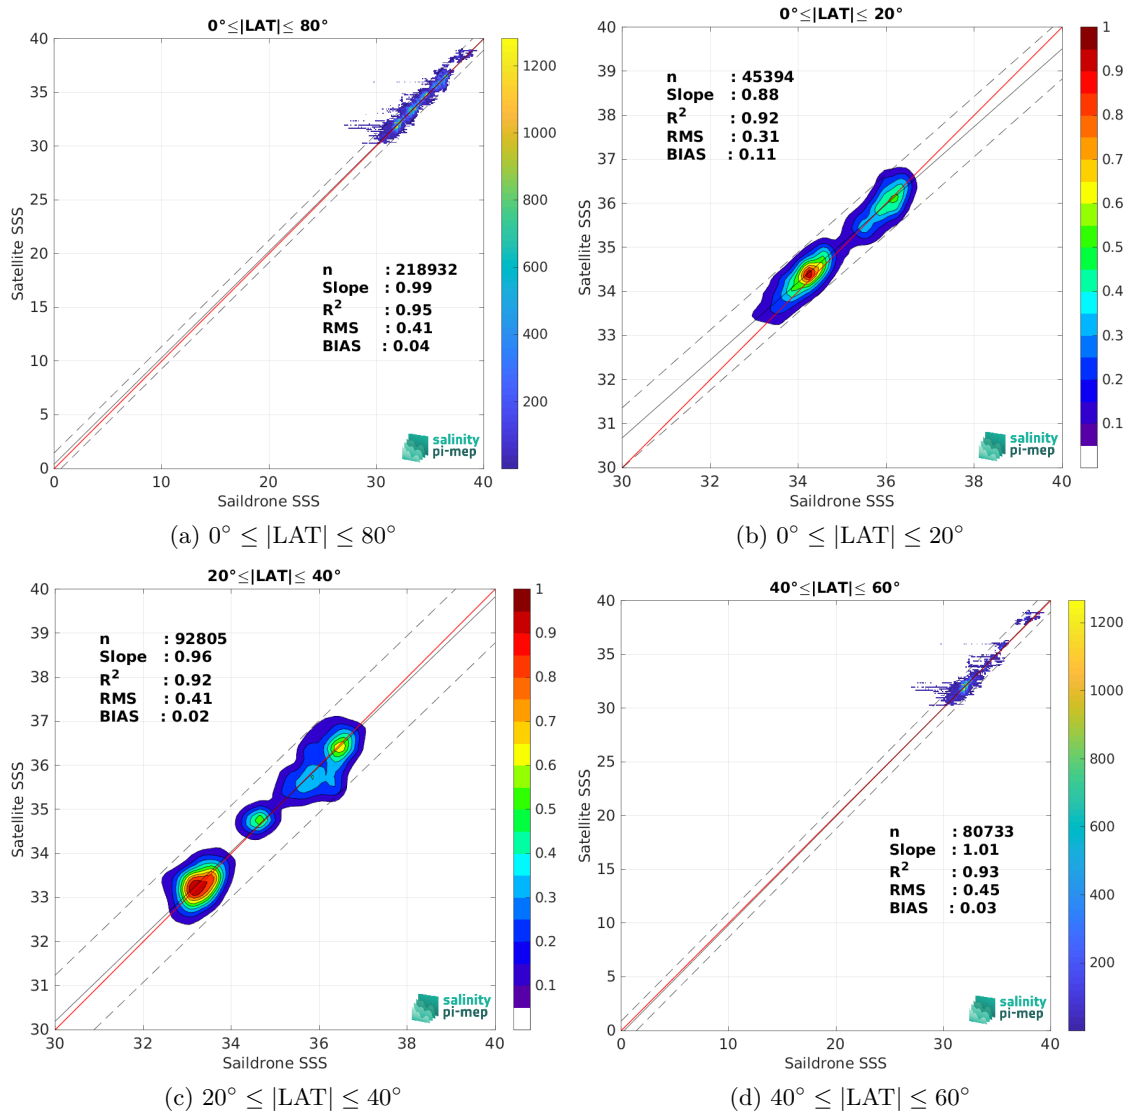 0°≤|LAT|≤ 80°
40
35
30
25
20
15
10
5
0
Satellite SSS
n : 218932
Slope : 0.99
R² : 0.95
RMS : 0.41
BIAS : 0.04
salinity
pi-mep
0 10 20 30 40
Saildrone SSS
1200
1000
800
600
400
200
(a) 0° ≤ |LAT| ≤ 80°
0°≤|LAT|≤ 20°
40
39
38
37
36
35
34
33
32
31
30
Satellite SSS
n : 45394
Slope : 0.88
R² : 0.92
RMS : 0.31
BIAS : 0.11
salinity
pi-mep
30 32 34 36 38 40
Saildrone SSS
1
0.9
0.8
0.7
0.6
0.5
0.4
0.3
0.2
0.1
(b) 0° ≤ |LAT| ≤ 20°
20°≤|LAT|≤ 40°
40
39
38
37
36
35
34
33
32
31
30
Satellite SSS
n : 92805
Slope : 0.96
R² : 0.92
RMS : 0.41
BIAS : 0.02
salinity
pi-mep
30 32 34 36 38 40
Saildrone SSS
1
0.9
0.8
0.7
0.6
0.5
0.4
0.3
0.2
0.1
(c) 20° ≤ |LAT| ≤ 40°
40°≤|LAT|≤ 60°
40
35
30
25
20
15
10
5
0
Satellite SSS
n : 80733
Slope : 1.01
R² : 0.93
RMS : 0.45
BIAS : 0.03
salinity
pi-mep
0 10 20 30 40
Saildrone SSS
1200
1000
800
600
400
200
(d) 40° ≤ |LAT| ≤ 60°